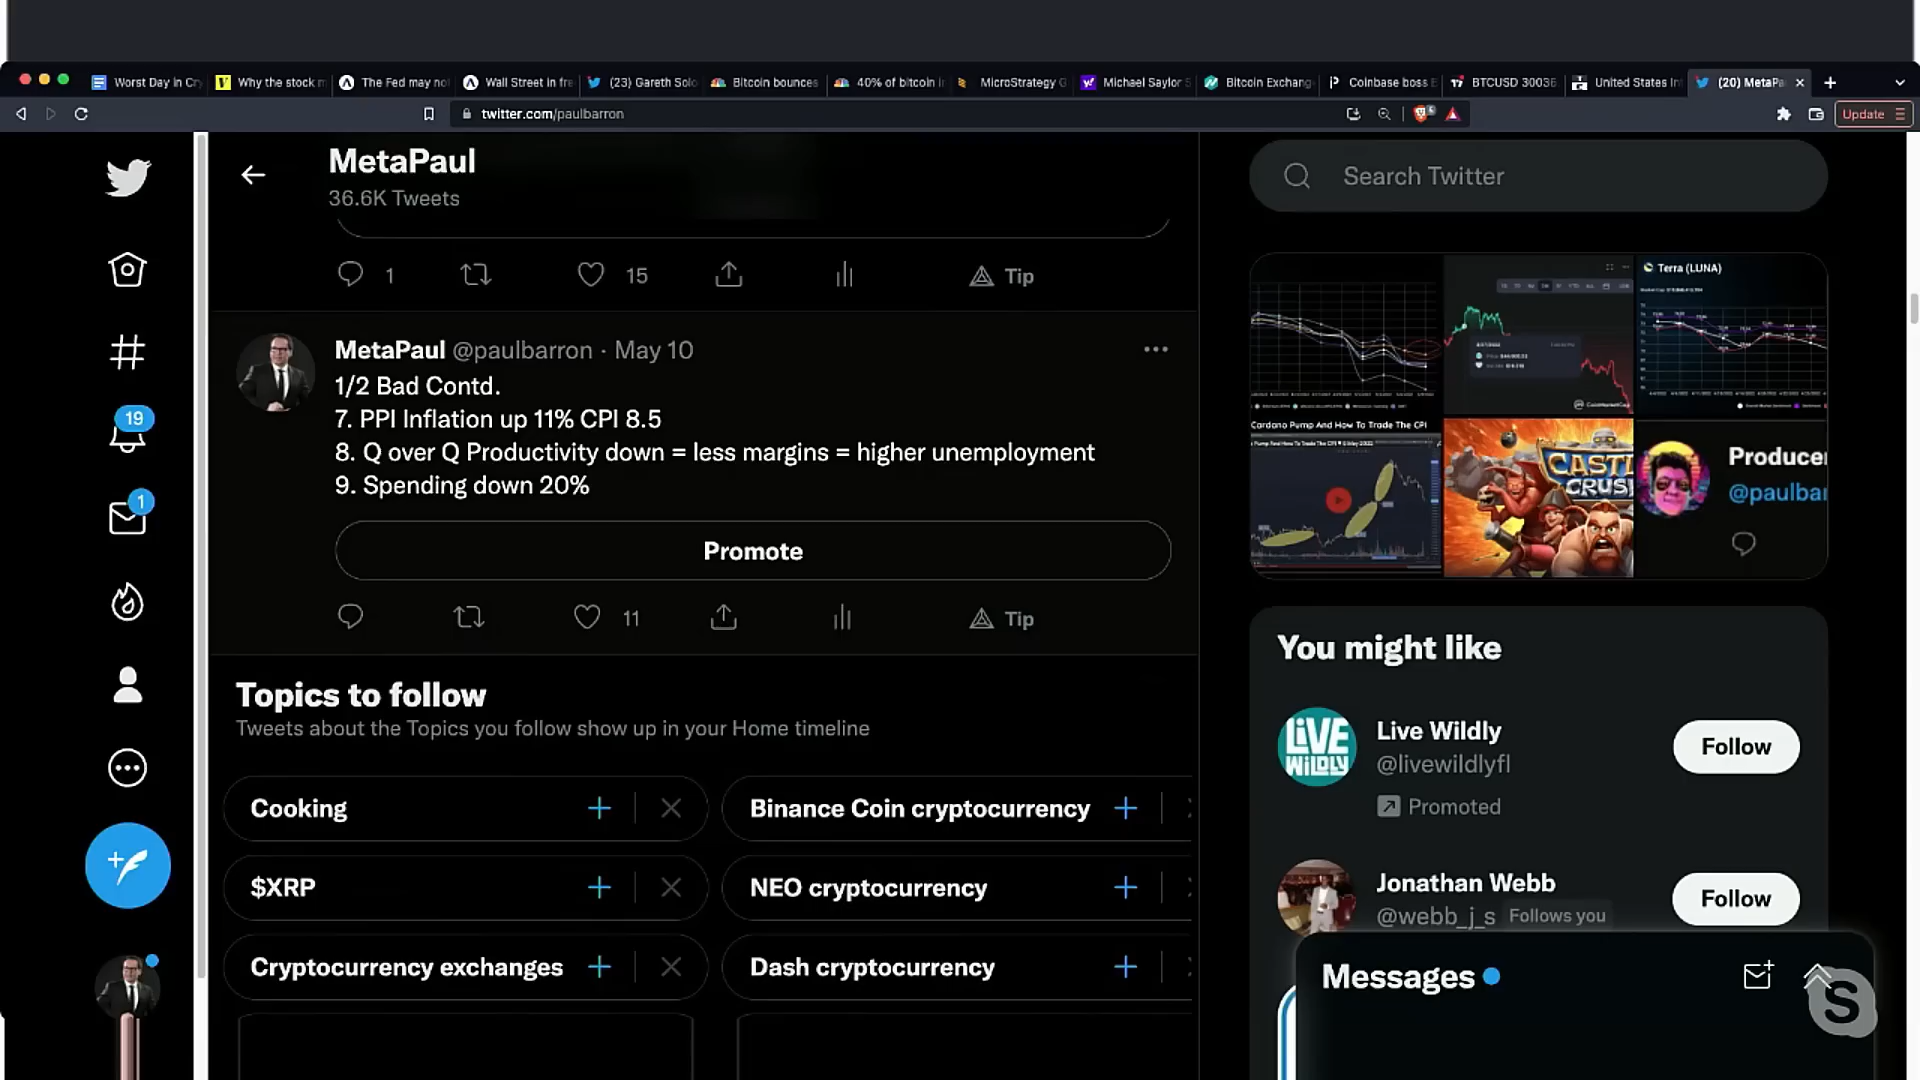 Worst Day in Cry
Why the stock m
The Fed may not
Wall Street in fre
(23) Gareth Solo
Bitcoin bounces
40% of bitcoin in
MicroStrategy G
Michael Saylor S
Bitcoin Exchang
Coinbase boss B
BTCUSD 30036
United States In
(20) MetaPa
twitter.com/paulbarron
Update
MetaPaul
36.6K Tweets
Search Twitter
1
15
Tip
MetaPaul @paulbarron · May 10
1/2 Bad Contd.
7. PPI Inflation up 11% CPI 8.5
8. Q over Q Productivity down = less margins = higher unemployment
9. Spending down 20%
Promote
11
Tip
19
1
Topics to follow
Tweets about the Topics you follow show up in your Home timeline
Cooking
Binance Coin cryptocurrency
$XRP
NEO cryptocurrency
Cryptocurrency exchanges
Dash cryptocurrency
Terra (LUNA)
Cardano Pump And How To Trade The CPI
CASTL
CRUSH
Producer
@paulbar
You might like
LiVE
WiLDLY
Live Wildly
@livewildlyfl
Promoted
Follow
Jonathan Webb
@webb_j_s Follows you
Follow
Messages
S